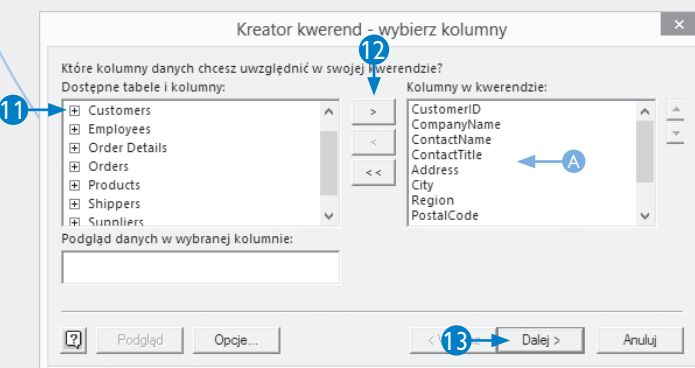 Kreator kwerend - wybierz kolumny
12
Które kolumny danych chcesz uwzględnić w swojej kwerendzie?
Dostępne tabele i kolumny:
Kolumny w kwerendzie:
11
Customers
Employees
Order Details
Orders
Products
Shippers
Suppliers
>
<
<<
CustomerID
CompanyName
ContactName
ContactTitle
Address
City
Region
PostalCode
A
Podgląd danych w wybranej kolumnie:
?
Podgląd
Opcje...
<
13
Dalej >
Anuluj